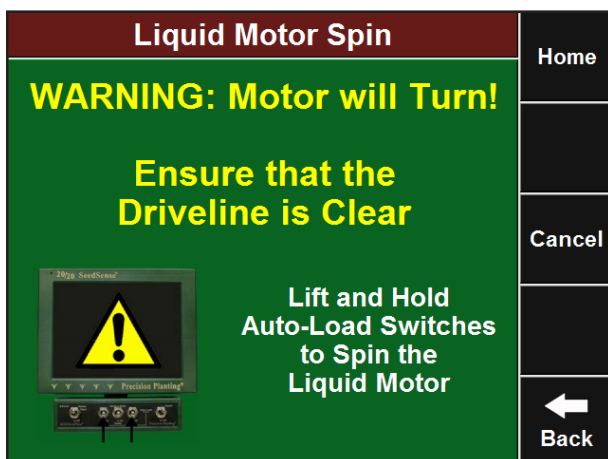 Liquid Motor Spin
Home
WARNING: Motor will Turn!
Ensure that the
Driveline is Clear
Cancel
20/20 SeedSense
Lift and Hold
Auto-Load Switches
to Spin the
Liquid Motor
Precision Planting
Back